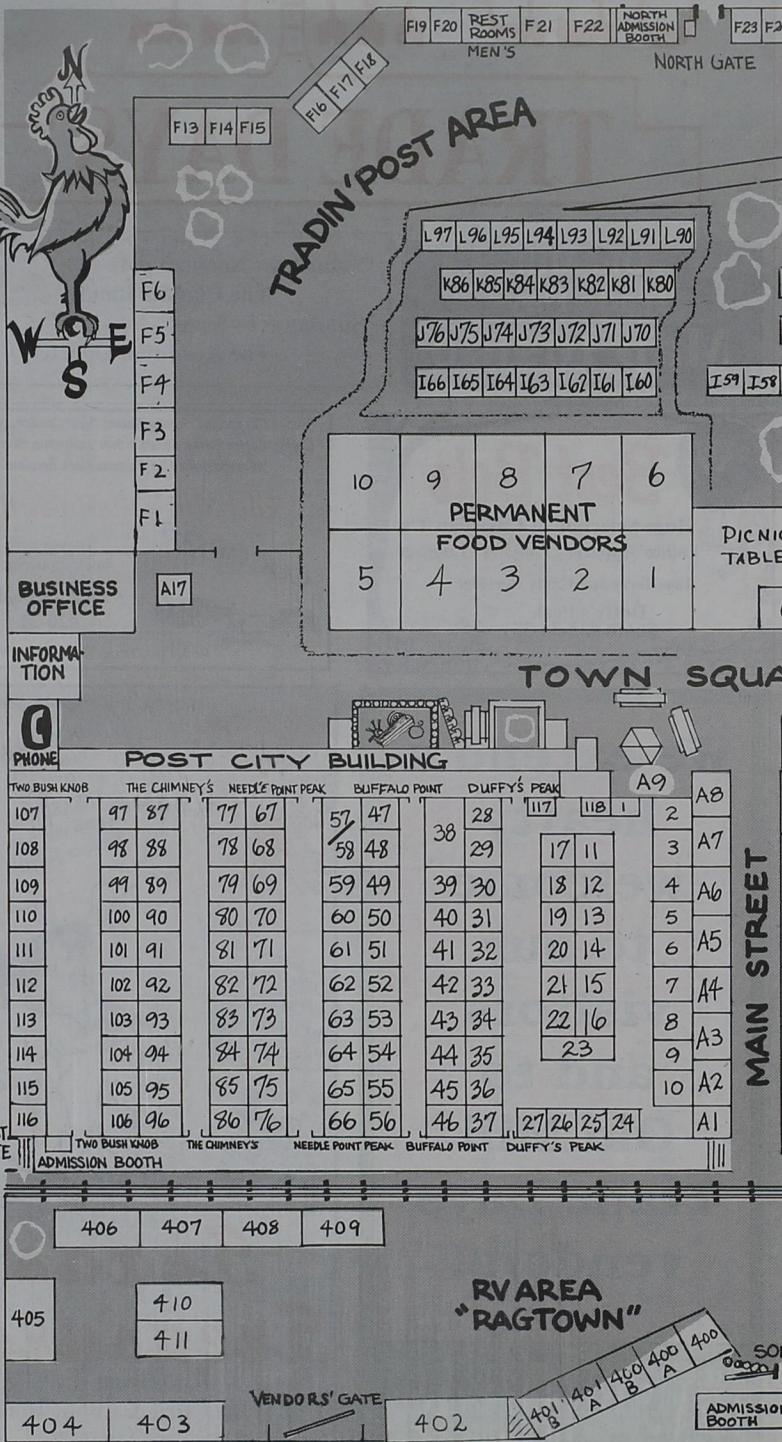 F19 F20 REST ROOMS F21 F22 NORTH ADMISSION BOOTH F23
MEN'S
NORTH GATE
F16 F17 F18
F13 F14 F15
N
W E
S
TRADIN' POST AREA
L97 L96 L95 L94 L93 L92 L91 L90
K86 K85 K84 K83 K82 K81 K80
J76 J75 J74 J73 J72 J71 J70
I66 I65 I64 I63 I62 I61 I60
I59 I58
F6
F5
F4
F3
F2
F1
10 9 8 7 6
PERMANENT
FOOD VENDORS
5 4 3 2 1
PICNIC
TABLE
BUSINESS
OFFICE
A17
INFORMA-
TION
TOWN SQUA
PHONE
POST CITY BUILDING
TWO BUSH KNOB THE CHIMNEY'S NEEDLE POINT PEAK BUFFALO POINT DUFFY'S PEAK
A9
107 97 87 77 67 57 47 38 28 117 118 1 2 A8
108 98 88 78 68 58 48 29 17 11 3 A7
109 99 89 79 69 59 49 39 30 18 12 4 A6
110 100 90 80 70 60 50 40 31 19 13 5
111 101 91 81 71 61 51 41 32 20 14 6 A5
112 102 92 82 72 62 52 42 33 21 15 7 A4
113 103 93 83 73 63 53 43 34 22 16 8 A3
114 104 94 84 74 64 54 44 35 23 9
115 105 95 85 75 65 55 45 36 10 A2
116 106 96 86 76 66 56 46 37 27 26 25 24 A1
MAIN STREET
TWO BUSH KNOB THE CHIMNEY'S NEEDLE POINT PEAK BUFFALO POINT DUFFY'S PEAK
ADMISSION BOOTH
406 407 408 409
405
410
411
RV AREA
"RAGTOWN"
401 B 401 A 400 B 400 A 400
VENDORS' GATE
404 403 402
ADMISSION
BOOTH